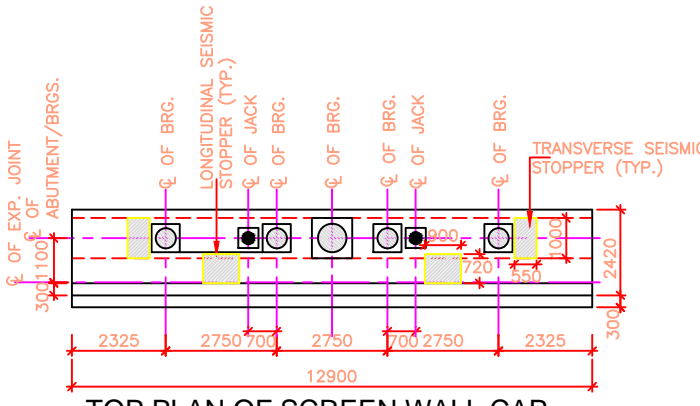 ℄ OF EXP. JOINT
℄ OF
ABUTMENT/BRGS.
℄ OF BRG.
LONGITUDINAL SEISMIC
STOPPER (TYP.)
℄ OF JACK
℄ OF BRG.
℄ OF BRG.
℄ OF BRG.
℄ OF JACK
℄ OF BRG.
TRANSVERSE SEISMIC
STOPPER (TYP.)
900
1000
1100
720
550
2420
300
300
2325 2750 700 2750 700 2750 2325
12900
TOP PLAN OF SCREEN WALL CAP